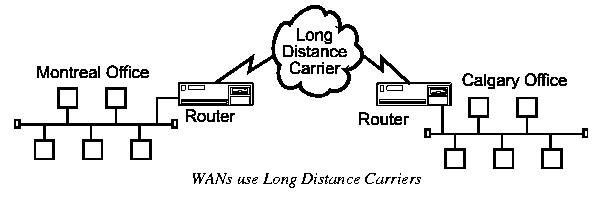 Long
Distance
Carrier
Montreal Office
Calgary Office
Router
Router
WANs use Long Distance Carriers